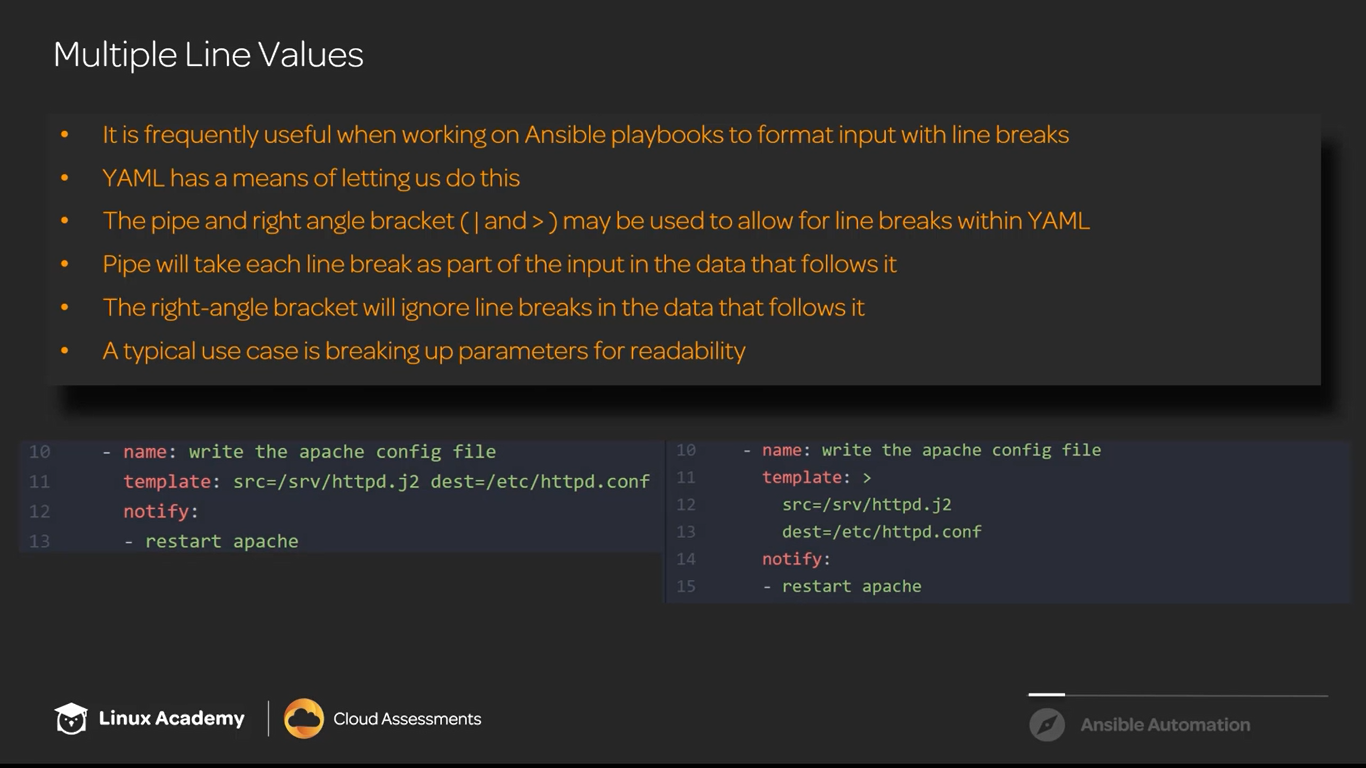 Multiple Line Values
• It is frequently useful when working on Ansible playbooks to format input with line breaks
• YAML has a means of letting us do this
• The pipe and right angle bracket ( | and > ) may be used to allow for line breaks within YAML
• Pipe will take each line break as part of the input in the data that follows it
• The right-angle bracket will ignore line breaks in the data that follows it
• A typical use case is breaking up parameters for readability
10 - name: write the apache config file
11 template: src=/srv/httpd.j2 dest=/etc/httpd.conf
12 notify:
13 - restart apache
10 - name: write the apache config file
11 template: >
12 src=/srv/httpd.j2
13 dest=/etc/httpd.conf
14 notify:
15 - restart apache
Linux Academy
Cloud Assessments
Ansible Automation